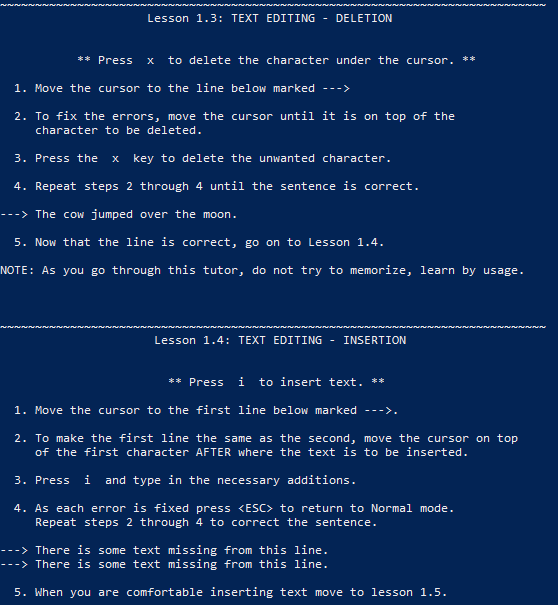 ~~~~~~~~~~~~~~~~~~~~~~~~~~~~~~~~~~~~~~~~~~~~~~~~~~~~~~~~~~~~~~~~~~~~~~~~~~~~~~
Lesson 1.3: TEXT EDITING - DELETION
** Press  x  to delete the character under the cursor. **
1. Move the cursor to the line below marked --->
2. To fix the errors, move the cursor until it is on top of the
character to be deleted.
3. Press the  x  key to delete the unwanted character.
4. Repeat steps 2 through 4 until the sentence is correct.
---> The cow jumped over the moon.
5. Now that the line is correct, go on to Lesson 1.4.
NOTE: As you go through this tutor, do not try to memorize, learn by usage.
~~~~~~~~~~~~~~~~~~~~~~~~~~~~~~~~~~~~~~~~~~~~~~~~~~~~~~~~~~~~~~~~~~~~~~~~~~~~~~
Lesson 1.4: TEXT EDITING - INSERTION
** Press  i  to insert text. **
1. Move the cursor to the first line below marked --->.
2. To make the first line the same as the second, move the cursor on top
of the first character AFTER where the text is to be inserted.
3. Press  i  and type in the necessary additions.
4. As each error is fixed press <ESC> to return to Normal mode.
Repeat steps 2 through 4 to correct the sentence.
---> There is some text missing from this line.
---> There is some text missing from this line.
5. When you are comfortable inserting text move to lesson 1.5.